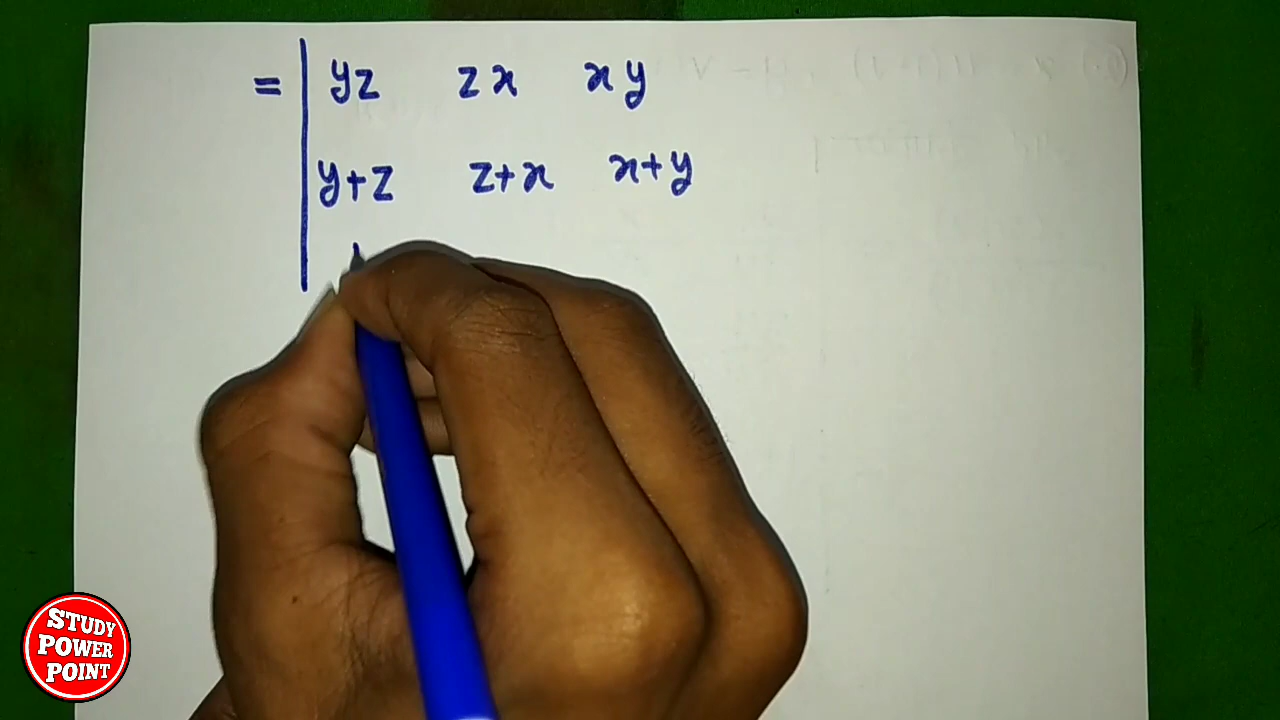 = | yz zx xy
y+z z+x x+y
STUDY
POWER
POINT